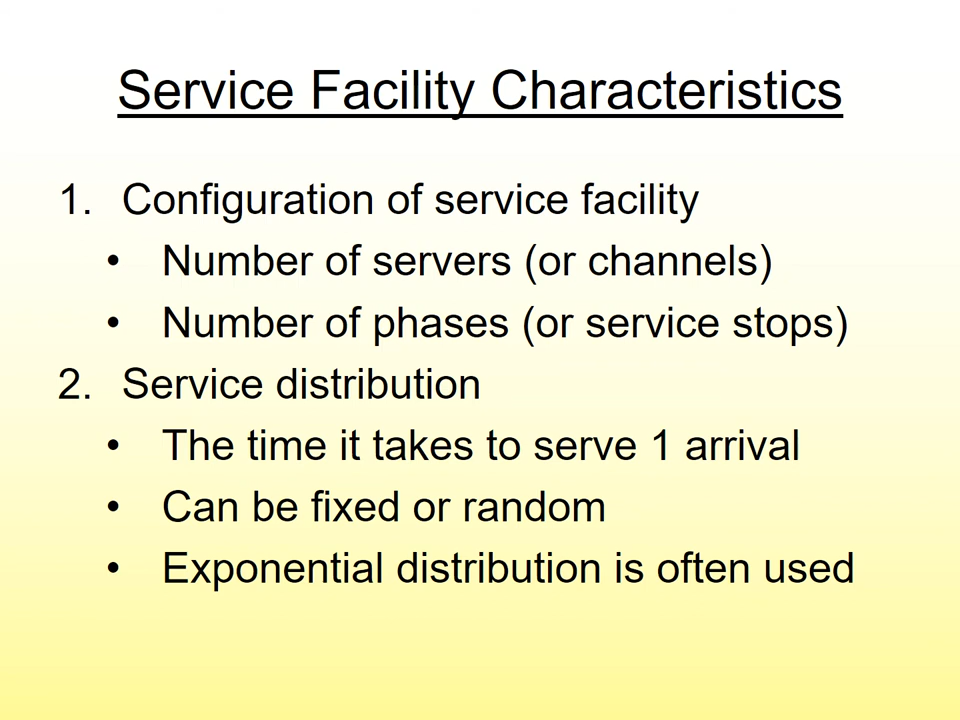 Service Facility Characteristics
1. Configuration of service facility
• Number of servers (or channels)
• Number of phases (or service stops)
2. Service distribution
• The time it takes to serve 1 arrival
• Can be fixed or random
• Exponential distribution is often used